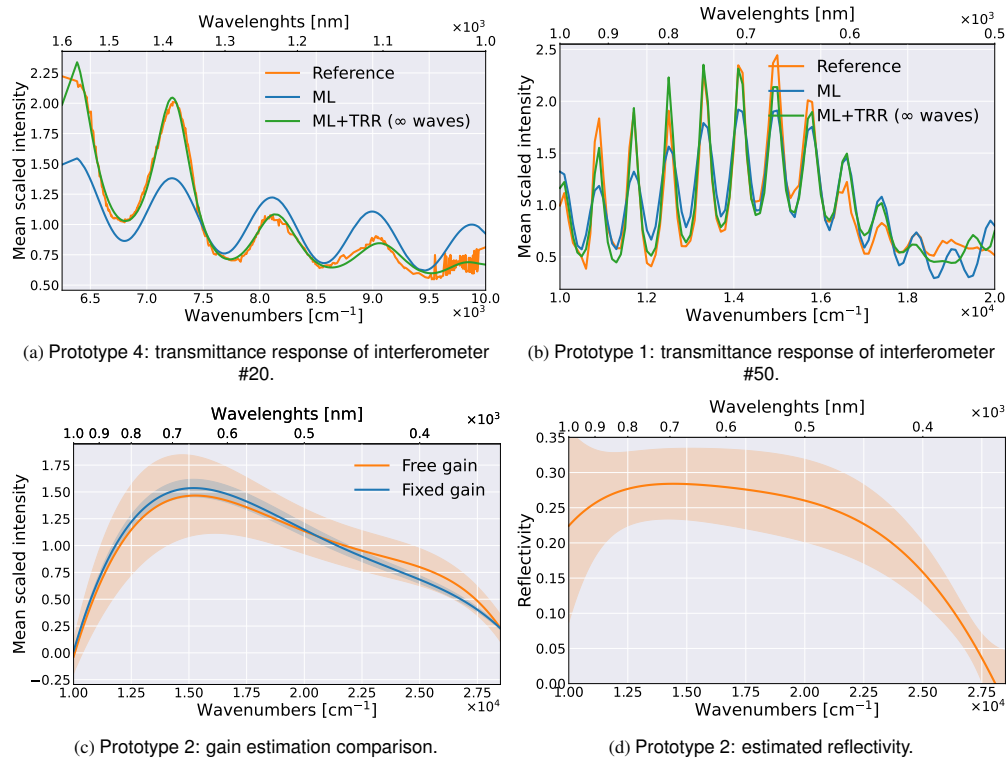 Wavelenghts [nm]
×10³
1.6 1.5 1.4 1.3 1.2 1.1 1.0
Mean scaled intensity
2.25
2.00
1.75
1.50
1.25
1.00
0.75
0.50
Reference
ML
ML+TRR (∞ waves)
6.5 7.0 7.5 8.0 8.5 9.0 9.5 10.0
Wavenumbers [cm⁻¹]
×10³
(a) Prototype 4: transmittance response of interferometer
#20.
Wavelenghts [nm]
×10³
1.0 0.9 0.8 0.7 0.6 0.5
Mean scaled intensity
2.5
2.0
1.5
1.0
0.5
Reference
ML
ML+TRR (∞ waves)
1.0 1.2 1.4 1.6 1.8 2.0
Wavenumbers [cm⁻¹]
×10⁴
(b) Prototype 1: transmittance response of interferometer
#50.
Wavelenghts [nm]
×10³
1.0 0.9 0.8 0.7 0.6 0.5 0.4
Mean scaled intensity
1.75
1.50
1.25
1.00
0.75
0.50
0.25
0.00
−0.25
Free gain
Fixed gain
1.00 1.25 1.50 1.75 2.00 2.25 2.50 2.75
Wavenumbers [cm⁻¹]
×10⁴
(c) Prototype 2: gain estimation comparison.
Wavelenghts [nm]
×10³
1.0 0.9 0.8 0.7 0.6 0.5 0.4
Reflectivity
0.35
0.30
0.25
0.20
0.15
0.10
0.05
0.00
1.00 1.25 1.50 1.75 2.00 2.25 2.50 2.75
Wavenumbers [cm⁻¹]
×10⁴
(d) Prototype 2: estimated reflectivity.